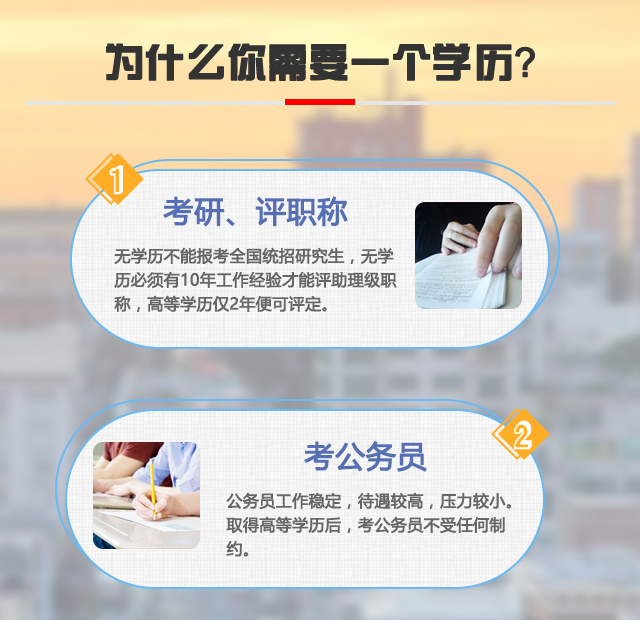 为什么你需要一个学历?
1
考研、评职称
无学历不能报考全国统招研究生，无学
历必须有10年工作经验才能评助理级职
称，高等学历仅2年便可评定。
2
考公务员
公务员工作稳定，待遇较高，压力较小。
取得高等学历后，考公务员不受任何制
约。